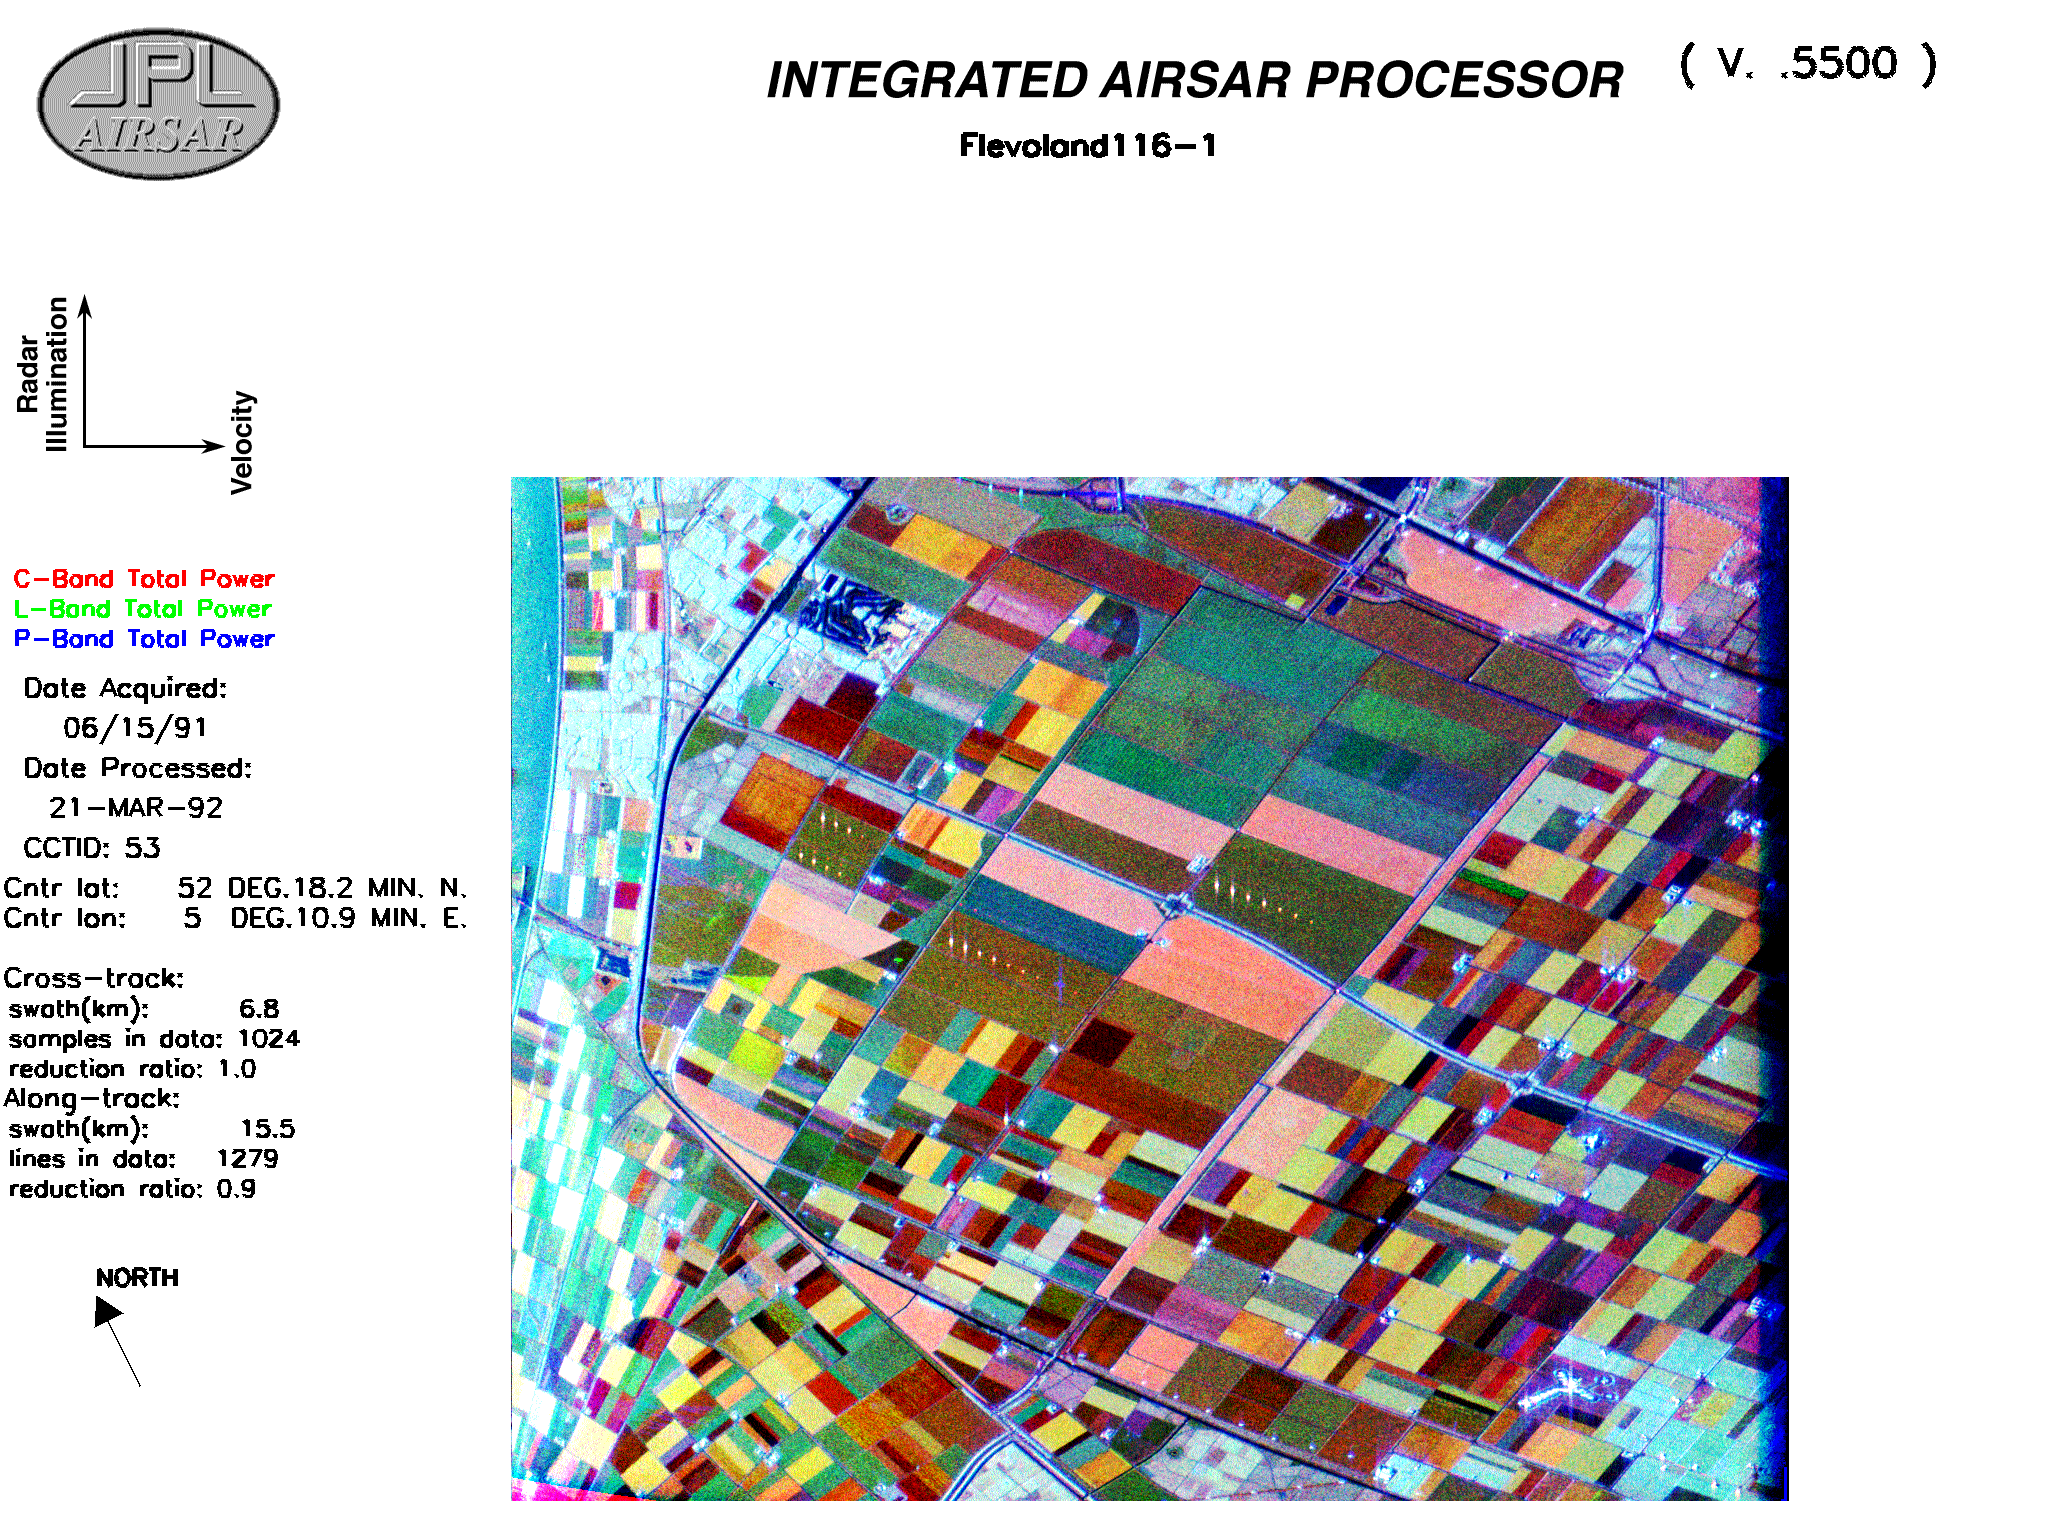 JPL
AIRSAR
INTEGRATED AIRSAR PROCESSOR ( V. .5500 )
Flevoland116-1
Radar
Illumination
Velocity
C-Band Total Power
L-Band Total Power
P-Band Total Power
Date Acquired:
06/15/91
Date Processed:
21-MAR-92
CCTID: 53
Cntr lat: 52 DEG.18.2 MIN. N.
Cntr lon: 5 DEG.10.9 MIN. E.
Cross-track:
swath(km): 6.8
samples in data: 1024
reduction ratio: 1.0
Along-track:
swath(km): 15.5
lines in data: 1279
reduction ratio: 0.9
NORTH